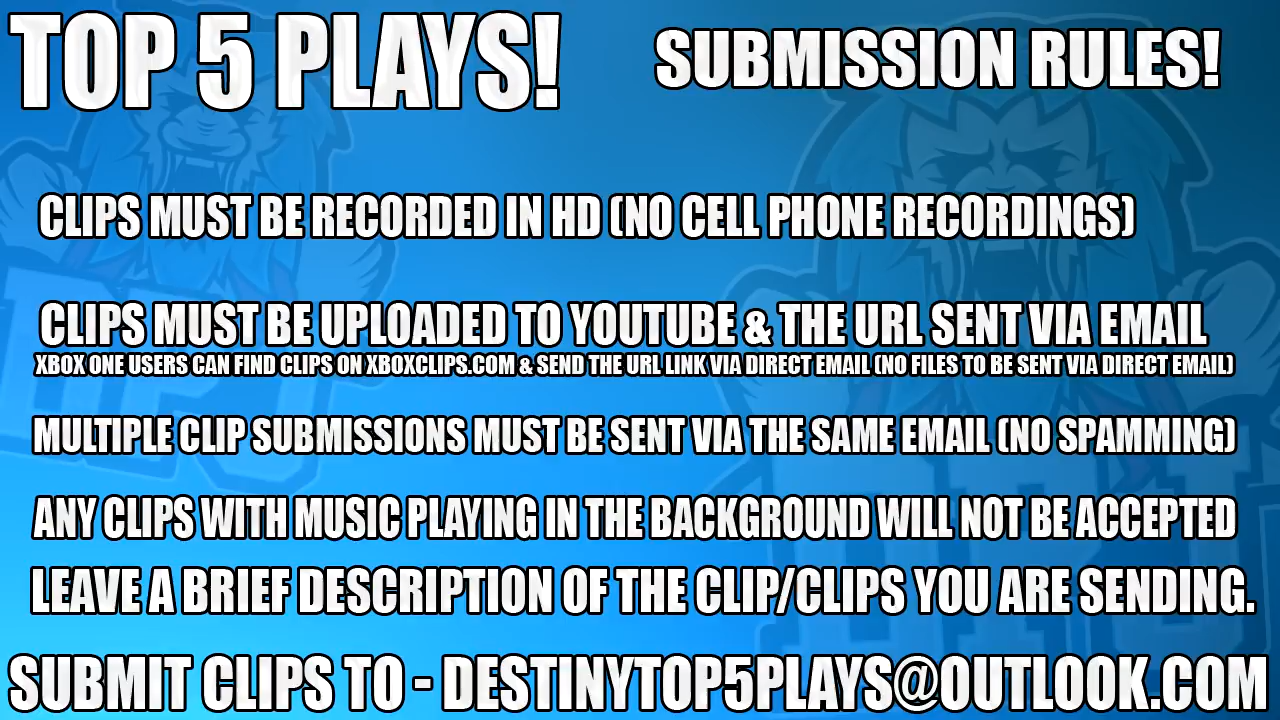 TOP 5 PLAYS!
SUBMISSION RULES!
CLIPS MUST BE RECORDED IN HD (NO CELL PHONE RECORDINGS)
CLIPS MUST BE UPLOADED TO YOUTUBE & THE URL SENT VIA EMAIL
XBOX ONE USERS CAN FIND CLIPS ON XBOXCLIPS.COM & SEND THE URL LINK VIA DIRECT EMAIL (NO FILES TO BE SENT VIA DIRECT EMAIL)
MULTIPLE CLIP SUBMISSIONS MUST BE SENT VIA THE SAME EMAIL (NO SPAMMING)
ANY CLIPS WITH MUSIC PLAYING IN THE BACKGROUND WILL NOT BE ACCEPTED
LEAVE A BRIEF DESCRIPTION OF THE CLIP/CLIPS YOU ARE SENDING.
SUBMIT CLIPS TO - DESTINYTOP5PLAYS@OUTLOOK.COM